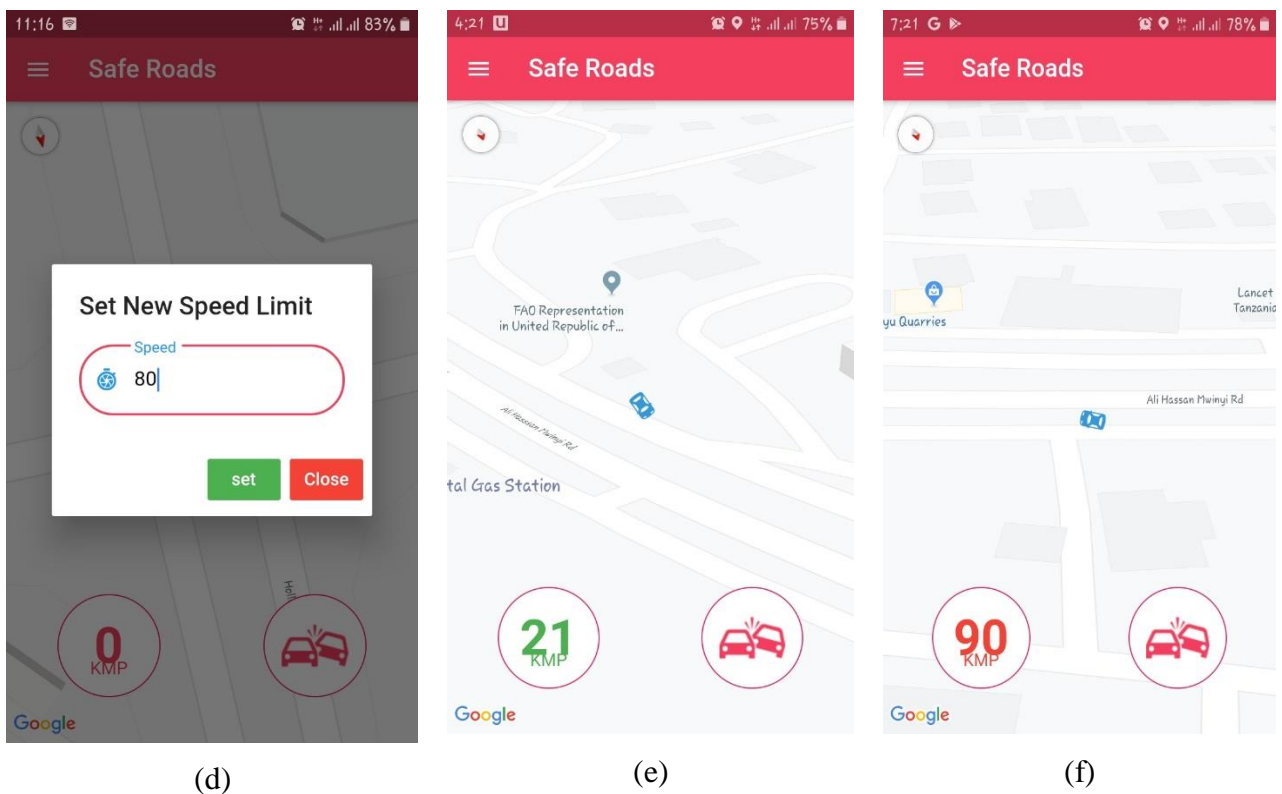 11:16
83%
Safe Roads
Set New Speed Limit
Speed
80
set
Close
0
KMP
Google
(d)
4:21
75%
Safe Roads
FAO Representation
in United Republic of...
Ali Hassan Mwinyi Rd
tal Gas Station
21
KMP
Google
(e)
7:21 G
78%
Safe Roads
Lancet
Tanzania
yu Quarries
Ali Hassan Mwinyi Rd
90
KMP
Google
(f)